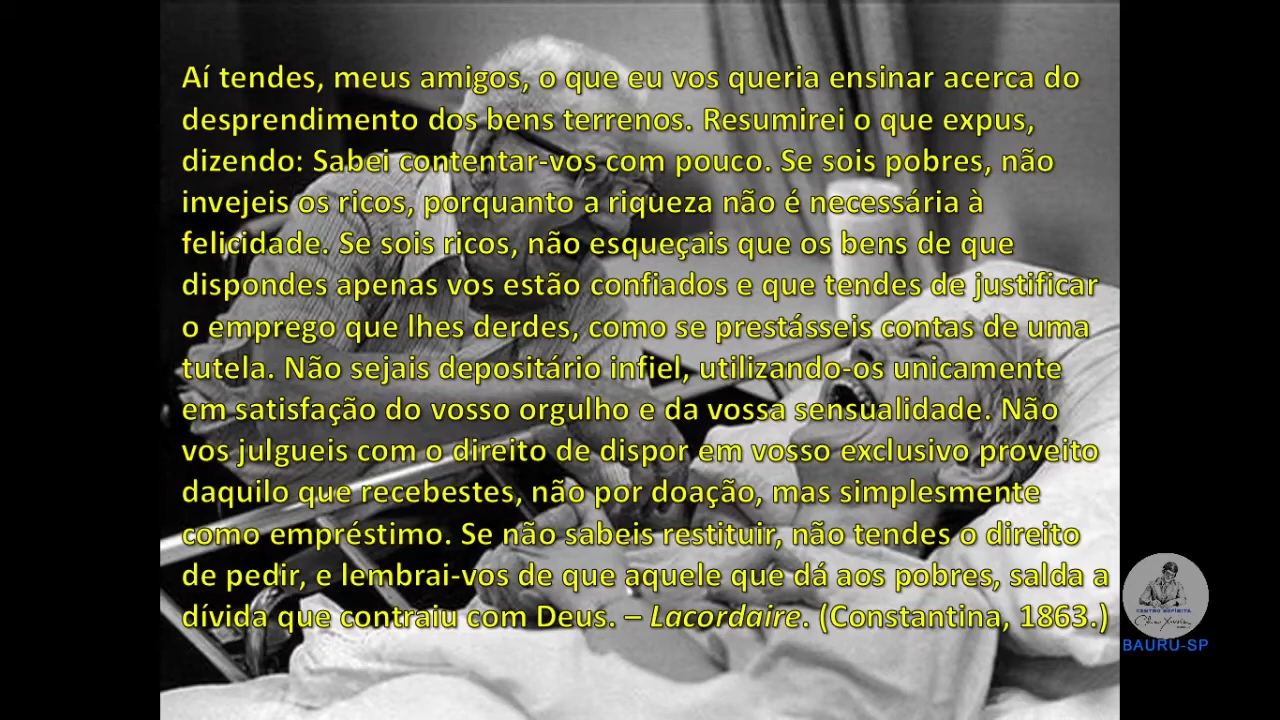 Aí tendes, meus amigos, o que eu vos queria ensinar acerca do
desprendimento dos bens terrenos. Resumirei o que expus,
dizendo: Sabei contentar-vos com pouco. Se sois pobres, não
invejeis os ricos, porquanto a riqueza não é necessária à
felicidade. Se sois ricos, não esqueçais que os bens de que
dispondes apenas vos estão confiados e que tendes de justificar
o emprego que lhes derdes, como se prestásseis contas de uma
tutela. Não sejais depositário infiel, utilizando-os unicamente
em satisfação do vosso orgulho e da vossa sensualidade. Não
vos julgueis com o direito de dispor em vosso exclusivo proveito
daquilo que recebestes, não por doação, mas simplesmente
como empréstimo. Se não sabeis restituir, não tendes o direito
de pedir, e lembrai-vos de que aquele que dá aos pobres, salda a
dívida que contraiu com Deus. – Lacordaire. (Constantina, 1863.)
CENTRO ESPÍRITA
Chico Xavier
BAURU-SP